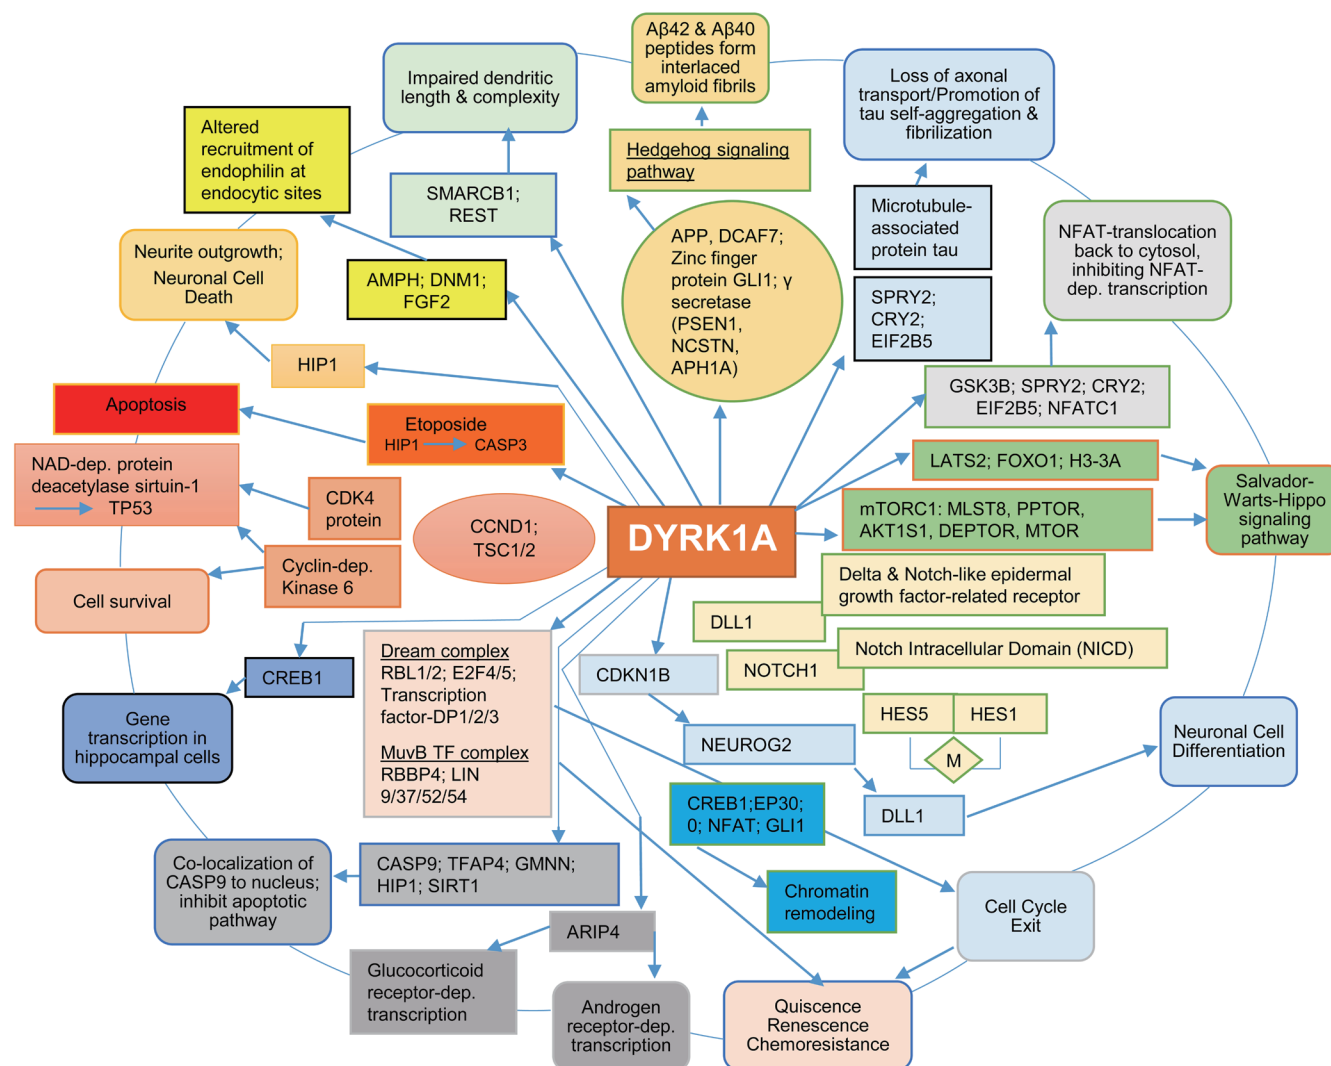 Aβ42 & Aβ40
peptides form
interlaced
amyloid fibrils
Impaired dendritic
length & complexity
Loss of axonal
transport/Promotion of
tau self-aggregation &
fibrilization
Altered
recruitment of
endophilin at
endocytic sites
Hedgehog signaling
pathway
SMARCB1;
REST
Microtubule-
associated
protein tau
NFAT-translocation
back to cytosol,
inhibiting NFAT-
dep. transcription
APP, DCAF7;
Zinc finger
protein GLI1; γ
secretase
(PSEN1,
NCSTN,
APH1A)
Neurite outgrowth;
Neuronal Cell
Death
AMPH; DNM1;
FGF2
SPRY2;
CRY2;
EIF2B5
HIP1
GSK3B; SPRY2; CRY2;
EIF2B5; NFATC1
Apoptosis
Etoposide
HIP1 CASP3
LATS2; FOXO1; H3-3A
NAD-dep. protein
deacetylase sirtuin-1
TP53
CDK4
protein
Salvador-
Warts-Hippo
signaling
pathway
mTORC1: MLST8, PPTOR,
AKT1S1, DEPTOR, MTOR
CCND1;
TSC1/2
DYRK1A
Cyclin-dep.
Kinase 6
Cell survival
Delta & Notch-like epidermal
growth factor-related receptor
DLL1
Notch Intracellular Domain (NICD)
NOTCH1
CREB1
Dream complex
RBL1/2; E2F4/5;
Transcription
factor-DP1/2/3
MuvB TF complex
RBBP4; LIN
9/37/52/54
CDKN1B
HES5
HES1
M
Gene
transcription in
hippocampal cells
NEUROG2
Neuronal Cell
Differentiation
CREB1;EP30;
0; NFAT; GLI1
DLL1
Co-localization of
CASP9 to nucleus;
inhibit apoptotic
pathway
CASP9; TFAP4; GMNN;
HIP1; SIRT1
Chromatin
remodeling
Cell Cycle
Exit
ARIP4
Glucocorticoid
receptor-dep.
transcription
Androgen
receptor-dep.
transcription
Quiscence
Renescence
Chemoresistance